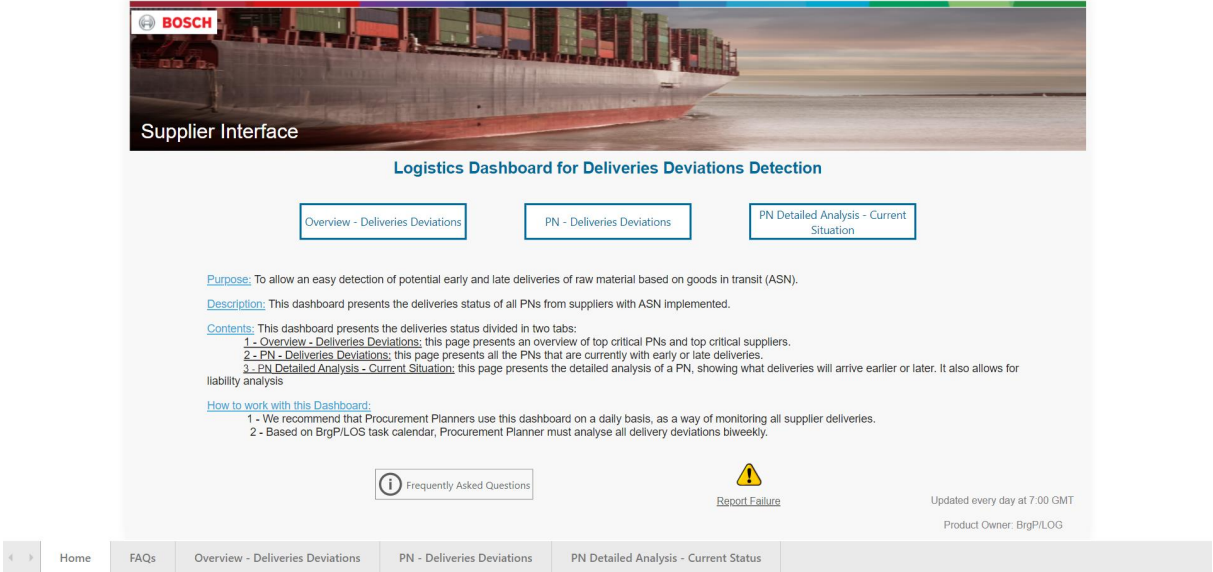 BOSCH
Supplier Interface
Logistics Dashboard for Deliveries Deviations Detection
Overview - Deliveries Deviations
PN - Deliveries Deviations
PN Detailed Analysis - Current
Situation
Purpose: To allow an easy detection of potential early and late deliveries of raw material based on goods in transit (ASN).
Description: This dashboard presents the deliveries status of all PNs from suppliers with ASN implemented.
Contents: This dashboard presents the deliveries status divided in two tabs:
1 - Overview - Deliveries Deviations: this page presents an overview of top critical PNs and top critical suppliers.
2 - PN - Deliveries Deviations: this page presents all the PNs that are currently with early or late deliveries.
3 - PN Detailed Analysis - Current Situation: this page presents the detailed analysis of a PN, showing what deliveries will arrive earlier or later. It also allows for
liability analysis
How to work with this Dashboard:
1 - We recommend that Procurement Planners use this dashboard on a daily basis, as a way of monitoring all supplier deliveries.
2 - Based on BrgP/LOS task calendar, Procurement Planner must analyse all delivery deviations biweekly.
Frequently Asked Questions
Report Failure
Updated every day at 7:00 GMT
Product Owner: BrgP/LOG
Home
FAQs
Overview - Deliveries Deviations
PN - Deliveries Deviations
PN Detailed Analysis - Current Status